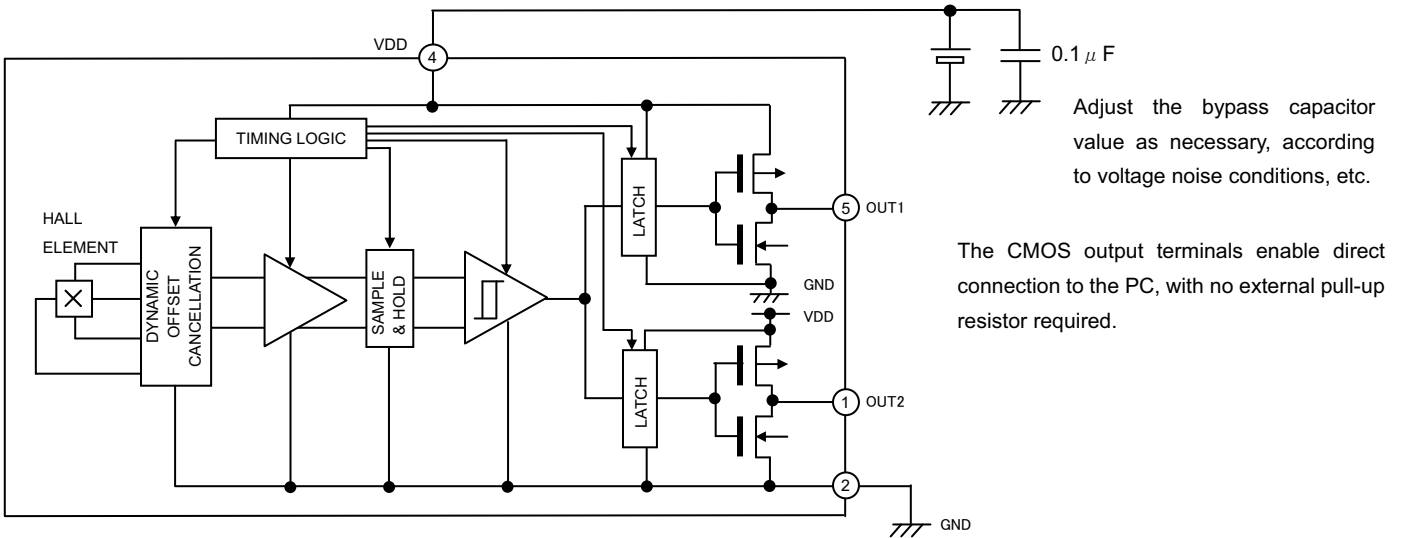 VDD
4
0.1 μ F
Adjust the bypass capacitor
value as necessary, according
to voltage noise conditions, etc.
TIMING LOGIC
HALL
ELEMENT
DYNAMIC
OFFSET
CANCELLATION
SAMPLE
& HOLD
LATCH
5 OUT1
GND
VDD
The CMOS output terminals enable direct
connection to the PC, with no external pull-up
resistor required.
LATCH
1 OUT2
2
GND